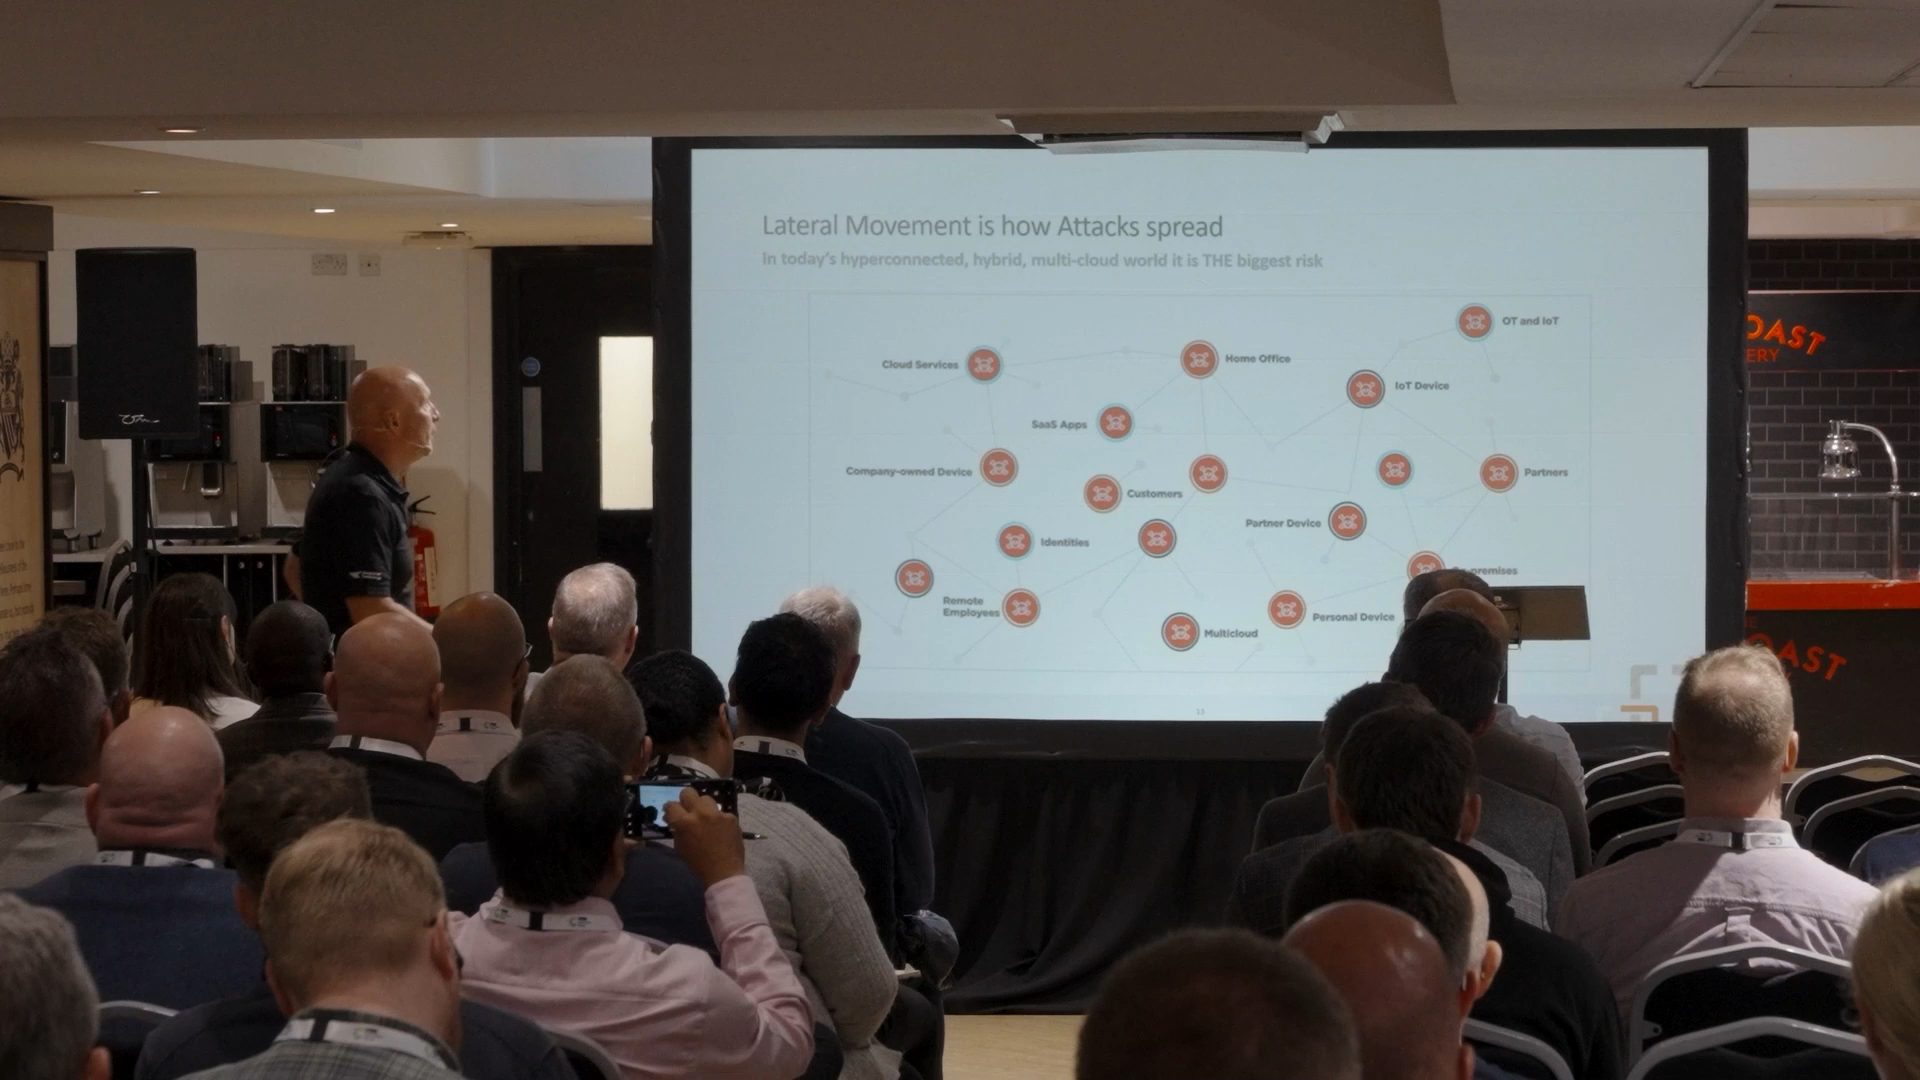 Lateral Movement is how Attacks spread
In today's hyperconnected, hybrid, multi-cloud world it is THE biggest risk
OT and IoT
Cloud Services
Home Office
IoT Device
SaaS Apps
Company-owned Device
Customers
Partners
Partner Device
Identities
premises
Remote
Employees
Personal Device
Multicloud
13
OAST
ERY
OAST